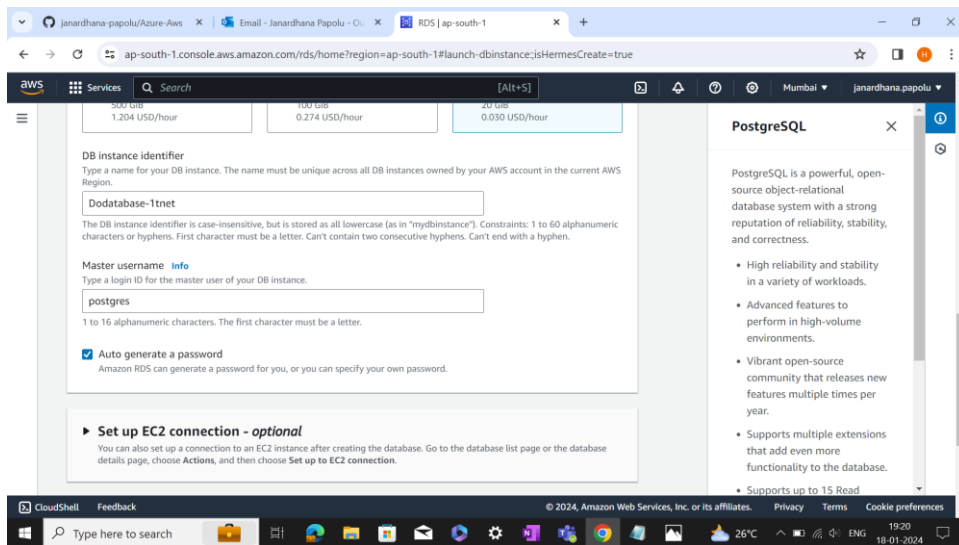 janardhana-papolu/Azure-Aws
Email - Janardhana Papolu - Ou
RDS | ap-south-1
ap-south-1.console.aws.amazon.com/rds/home?region=ap-south-1#launch-dbinstance:;isHermesCreate=true
H
aws
Services
Search
[Alt+S]
Mumbai
janardhana.papolu
500 GiB
1.204 USD/hour
100 GiB
0.274 USD/hour
20 GiB
0.030 USD/hour
DB instance identifier
Type a name for your DB instance. The name must be unique across all DB instances owned by your AWS account in the current AWS
Region.
Dodatabase-1tnet
The DB instance identifier is case-insensitive, but is stored as all lowercase (as in "mydbinstance"). Constraints: 1 to 60 alphanumeric
characters or hyphens. First character must be a letter. Can't contain two consecutive hyphens. Can't end with a hyphen.
Master username Info
Type a login ID for the master user of your DB instance.
postgres
1 to 16 alphanumeric characters. The first character must be a letter.
Auto generate a password
Amazon RDS can generate a password for you, or you can specify your own password.
Set up EC2 connection - optional
You can also set up a connection to an EC2 instance after creating the database. Go to the database list page or the database
details page, choose Actions, and then choose Set up to EC2 connection.
PostgreSQL
PostgreSQL is a powerful, open-
source object-relational
database system with a strong
reputation of reliability, stability,
and correctness.
• High reliability and stability
in a variety of workloads.
• Advanced features to
perform in high-volume
environments.
• Vibrant open-source
community that releases new
features multiple times per
year.
• Supports multiple extensions
that add even more
functionality to the database.
• Supports up to 15 Read
CloudShell
Feedback
© 2024, Amazon Web Services, Inc. or its affiliates.
Privacy
Terms
Cookie preferences
Type here to search
26°C
ENG
19:20
18-01-2024